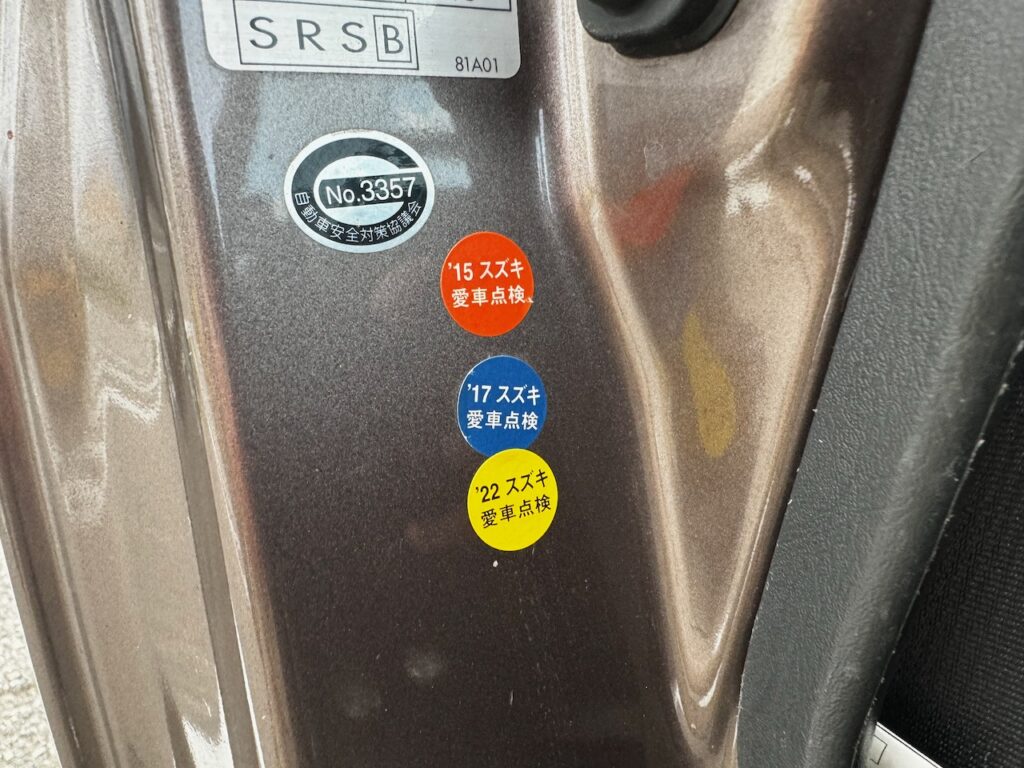 SRSB
81A01
No.3357
自動車安全対策協議会
'15 スズキ
愛車点検
'17 スズキ
愛車点検
'22 スズキ
愛車点検